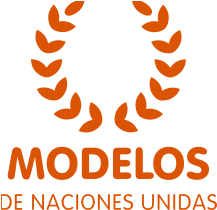 MODELOS
DE NACIONES UNIDAS